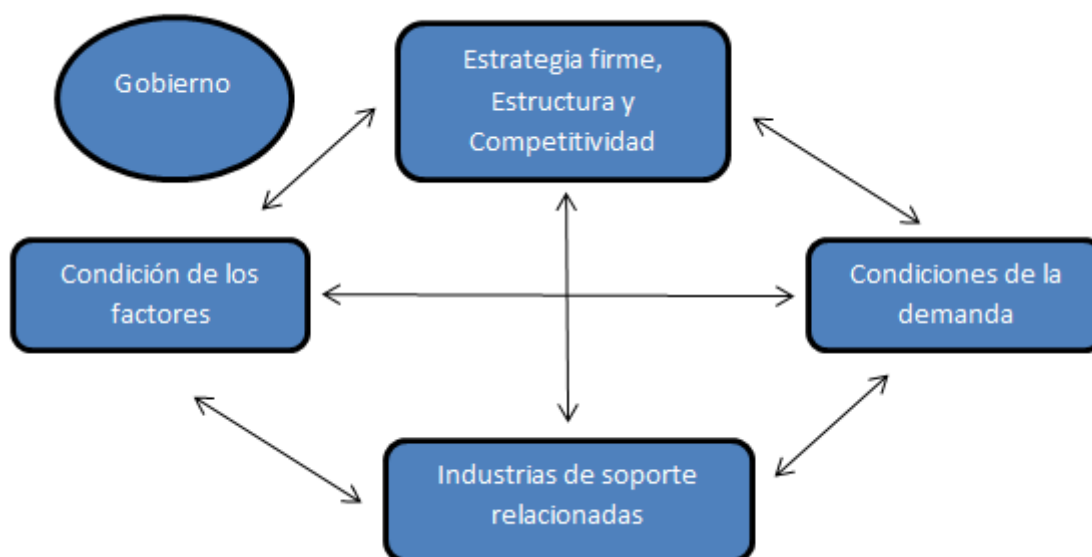 Gobierno
Estrategia firme,
Estructura y
Competitividad
Condición de los
factores
Condiciones de la
demanda
Industrias de soporte
relacionadas